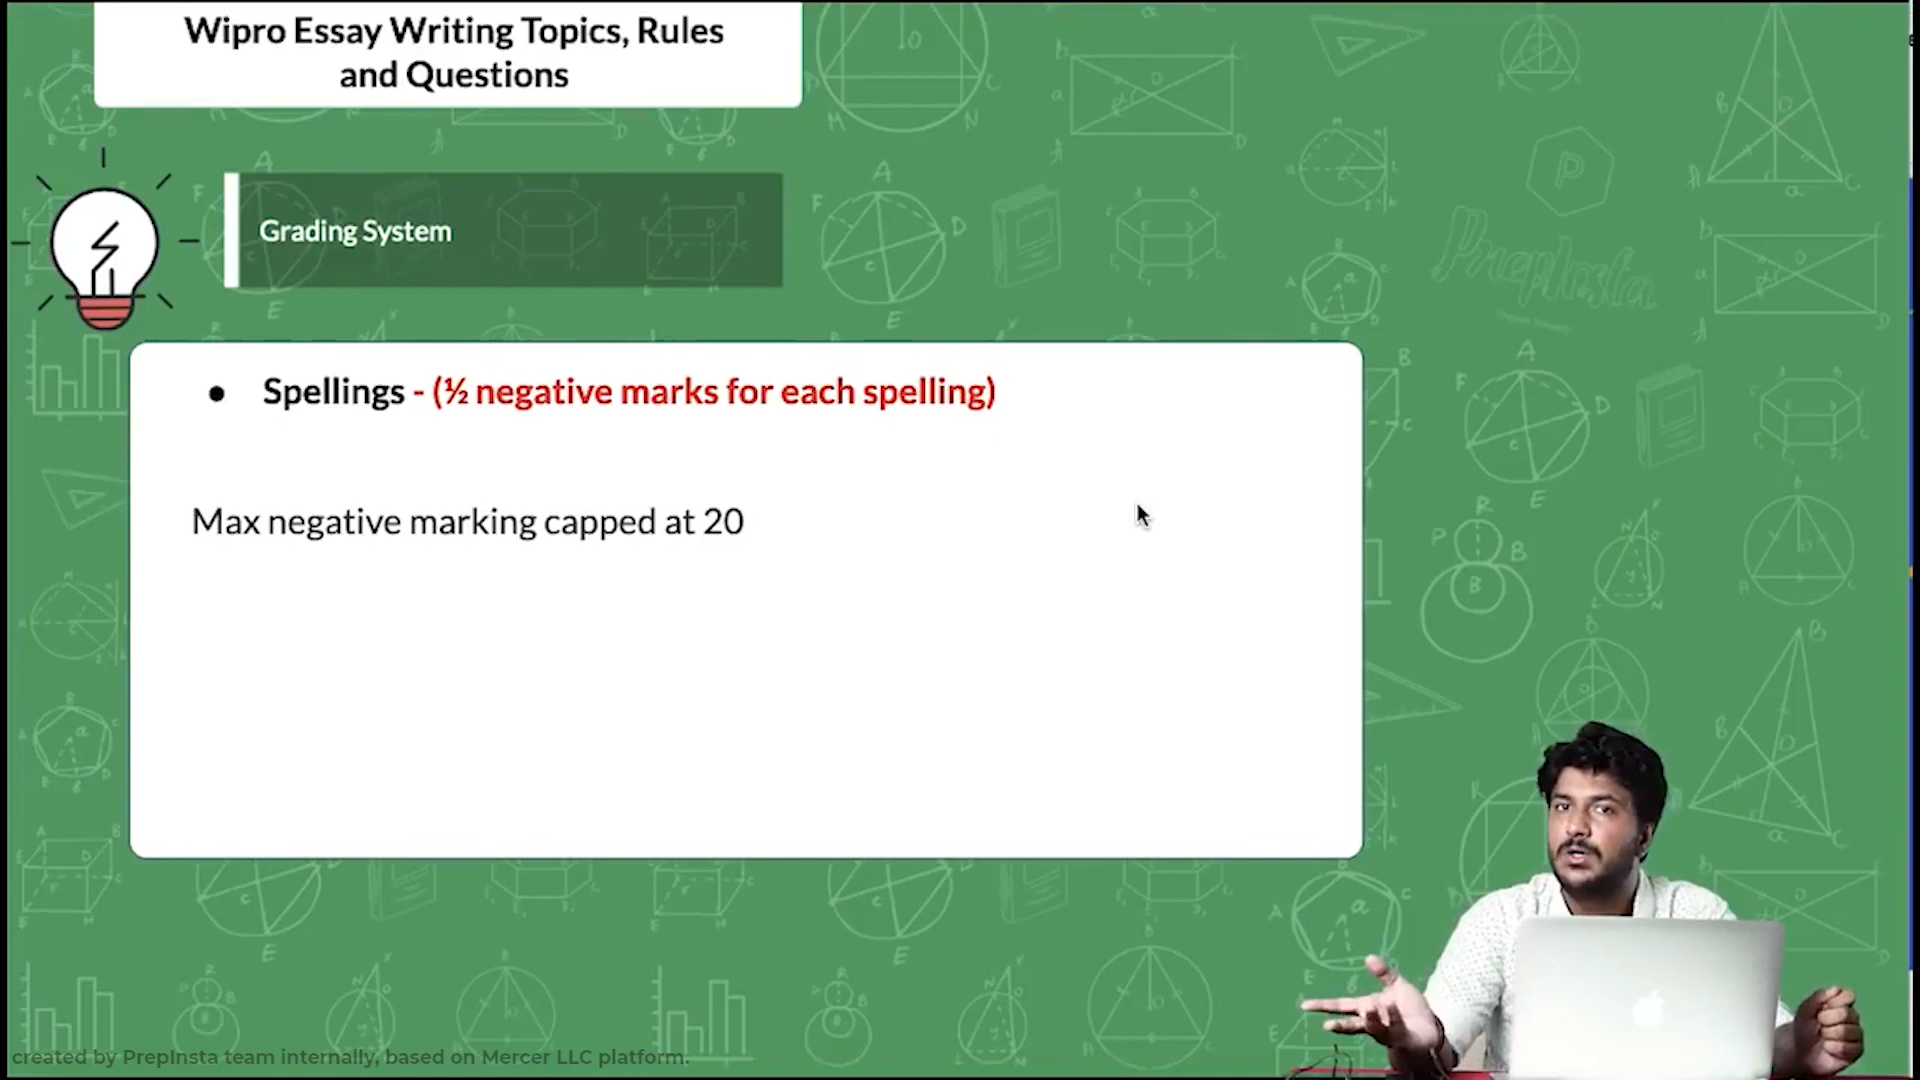 Wipro Essay Writing Topics, Rules
and Questions
Grading System
PrepInsta
● Spellings - (½ negative marks for each spelling)
Max negative marking capped at 20
created by PrepInsta team internally, based on Mercer LLC platform.